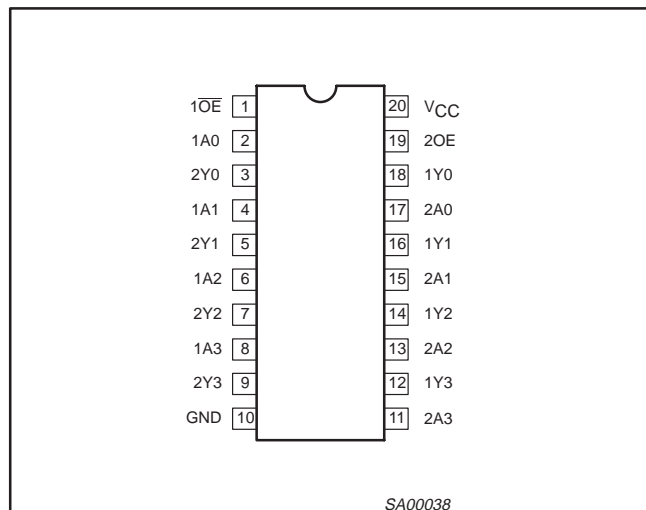 1O̅E̅ 1 20 VCC
1A0 2 19 2OE
2Y0 3 18 1Y0
1A1 4 17 2A0
2Y1 5 16 1Y1
1A2 6 15 2A1
2Y2 7 14 1Y2
1A3 8 13 2A2
2Y3 9 12 1Y3
GND 10 11 2A3
SA00038